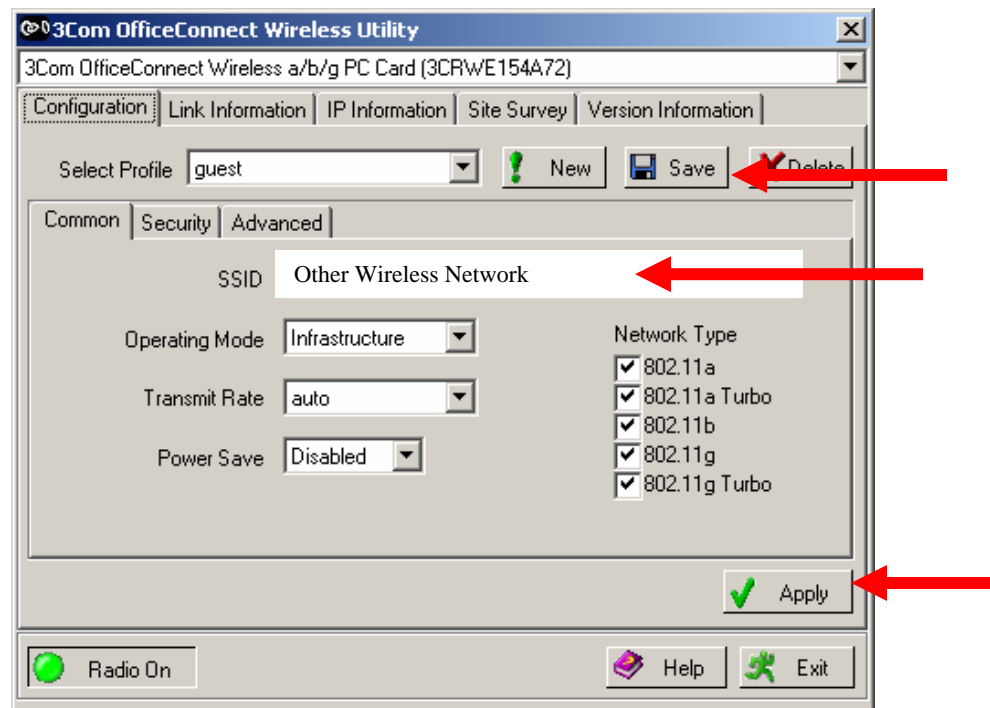 3Com OfficeConnect Wireless Utility
3Com OfficeConnect Wireless a/b/g PC Card (3CRWE154A72)
Configuration Link Information IP Information Site Survey Version Information
Select Profile guest New Save Delete
Common Security Advanced
SSID Other Wireless Network
Operating Mode Infrastructure Network Type
802.11a
Transmit Rate auto 802.11a Turbo
802.11b
Power Save Disabled 802.11g
802.11g Turbo
Apply
Radio On Help Exit